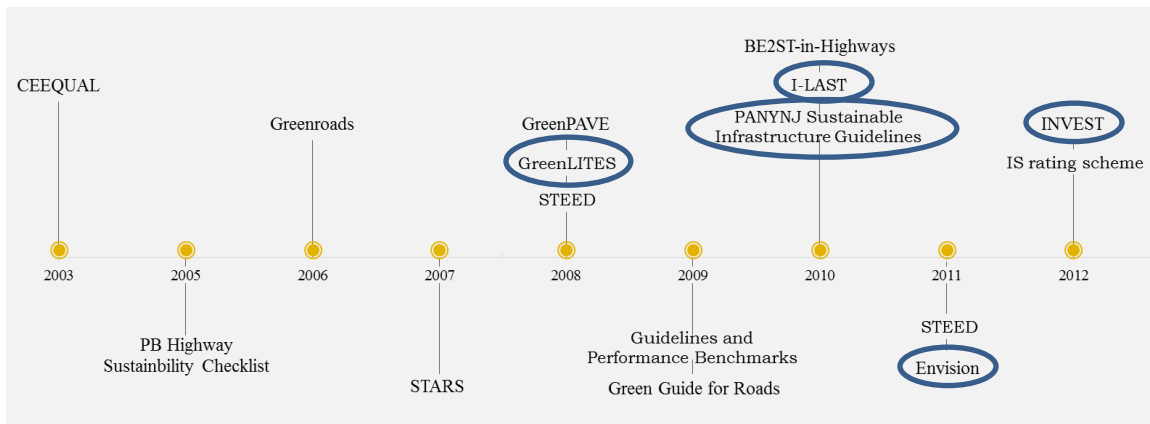 BE2ST-in-Highways
CEEQUAL
I-LAST
Greenroads
GreenPAVE
PANYNJ Sustainable
Infrastructure Guidelines
INVEST
GreenLITES
IS rating scheme
STEED
2003
2005
2006
2007
2008
2009
2010
2011
2012
PB Highway
Sustainbility Checklist
STARS
Guidelines and
Performance Benchmarks
Green Guide for Roads
STEED
Envision